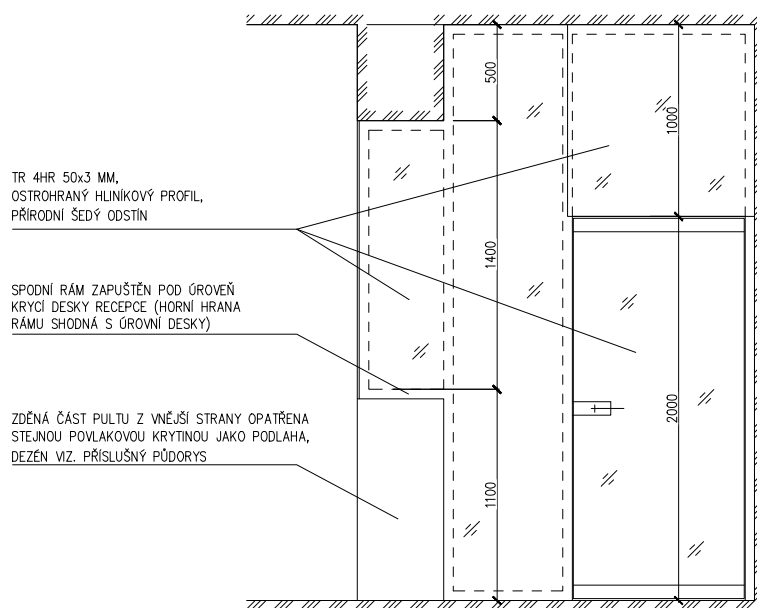 TR 4HR 50x3 MM,
OSTROHRANÝ HLINÍKOVÝ PROFIL,
PŘÍRODNÍ ŠEDÝ ODSTÍN
SPODNÍ RÁM ZAPUŠTĚN POD ÚROVEŇ
KRYCÍ DESKY RECEPCE (HORNÍ HRANA
RÁMU SHODNÁ S ÚROVNÍ DESKY)
ZDĚNÁ ČÁST PULTU Z VNĚJŠÍ STRANY OPATŘENA
STEJNOU POVLAKOVOU KRYTINOU JAKO PODLAHA,
DEZÉN VIZ. PŘÍSLUŠNÝ PŮDORYS
500
1400
1100
1000
2000